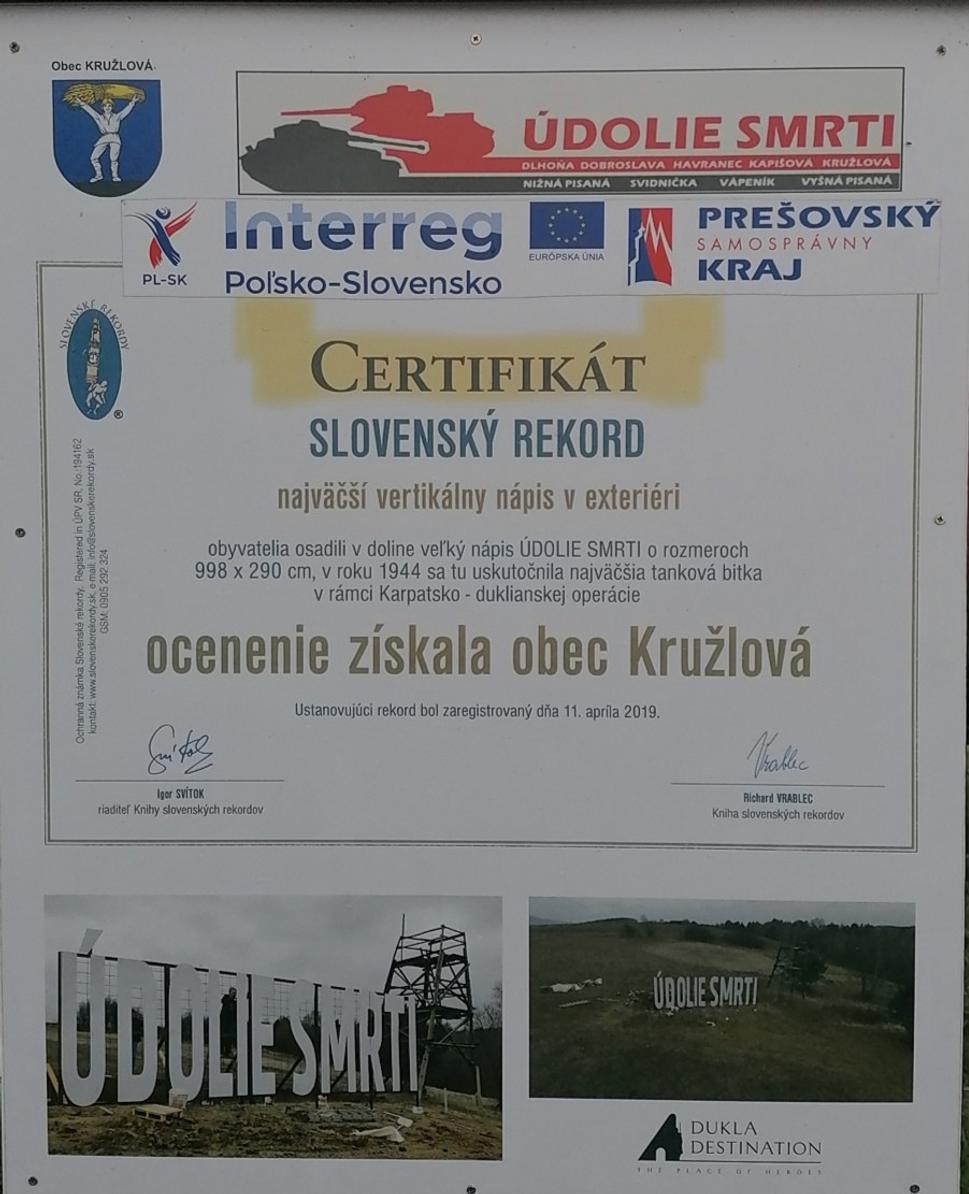 Obec KRUŽLOVÁ
ÚDOLIE SMRTI
DLHOŇA DOBROSLAVA HAVRANEC KAPIŠOVÁ KRUŽLOVÁ
NIŽNÁ PISANÁ SVIDNIČKA VÁPENÍK VYŠNÁ PISANÁ
PL-SK
Interreg
Poľsko-Slovensko
EURÓPSKA ÚNIA
PREŠOVSKÝ
SAMOSPRÁVNY
KRAJ
SLOVENSKÉ REKORDY
®
Ochranná známka Slovenské rekordy. Registered in ÚPV SR, No.:194162
kontakt: www.slovenskerekordy.sk, e-mail: info@slovenskerekordy.sk
GSM: 0905 292 324
CERTIFIKÁT
SLOVENSKÝ REKORD
najväčší vertikálny nápis v exteriéri
obyvatelia osadili v doline veľký nápis ÚDOLIE SMRTI o rozmeroch
998 x 290 cm, v roku 1944 sa tu uskutočnila najväčšia tanková bitka
v rámci Karpatsko - duklianskej operácie
ocenenie získala obec Kružlová
Ustanovujúci rekord bol zaregistrovaný dňa 11. apríla 2019.
Svítok
Igor SVÍTOK
riaditeľ Knihy slovenských rekordov
Vrablec
Richard VRABLEC
Kniha slovenských rekordov
ÚDOLIE SMRTI
ÚDOLIE SMRTI
DUKLA
DESTINATION
THE PLACE OF HEROES